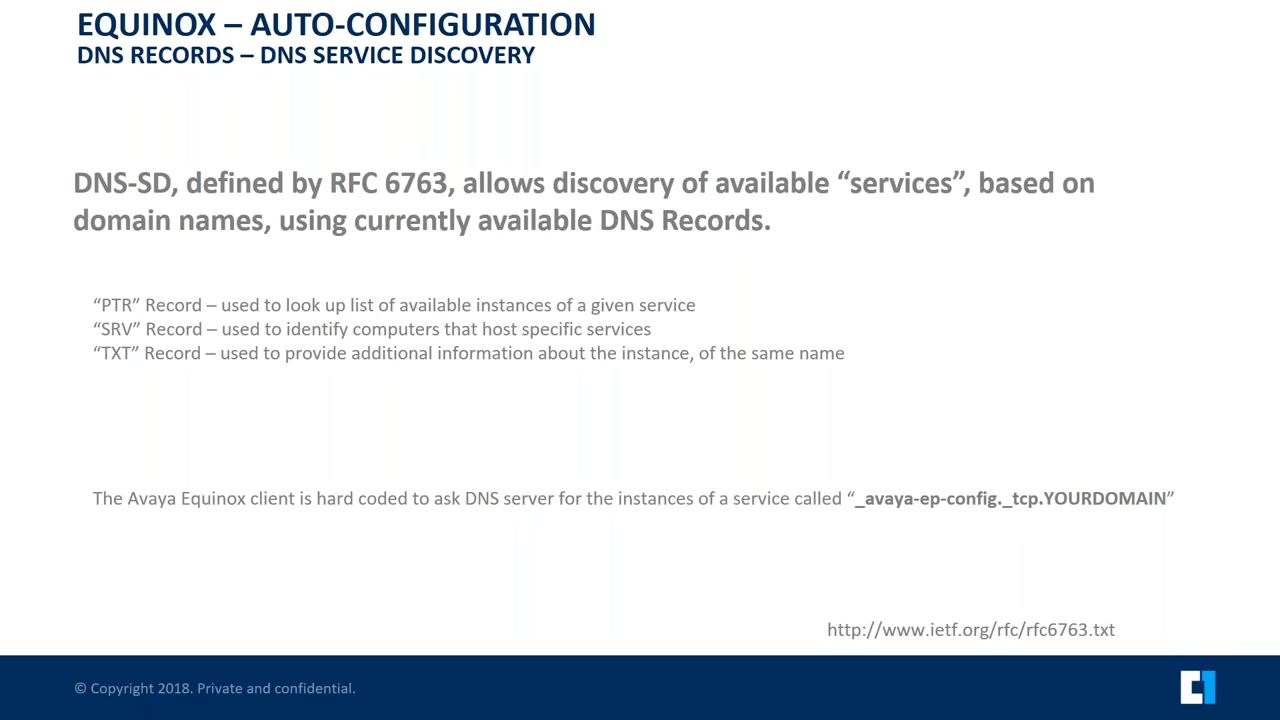 EQUINOX – AUTO-CONFIGURATION
DNS RECORDS – DNS SERVICE DISCOVERY
DNS-SD, defined by RFC 6763, allows discovery of available “services”, based on
domain names, using currently available DNS Records.
“PTR” Record – used to look up list of available instances of a given service
“SRV” Record – used to identify computers that host specific services
“TXT” Record – used to provide additional information about the instance, of the same name
The Avaya Equinox client is hard coded to ask DNS server for the instances of a service called “_avaya-ep-config._tcp.YOURDOMAIN”
http://www.ietf.org/rfc/rfc6763.txt
© Copyright 2018. Private and confidential.